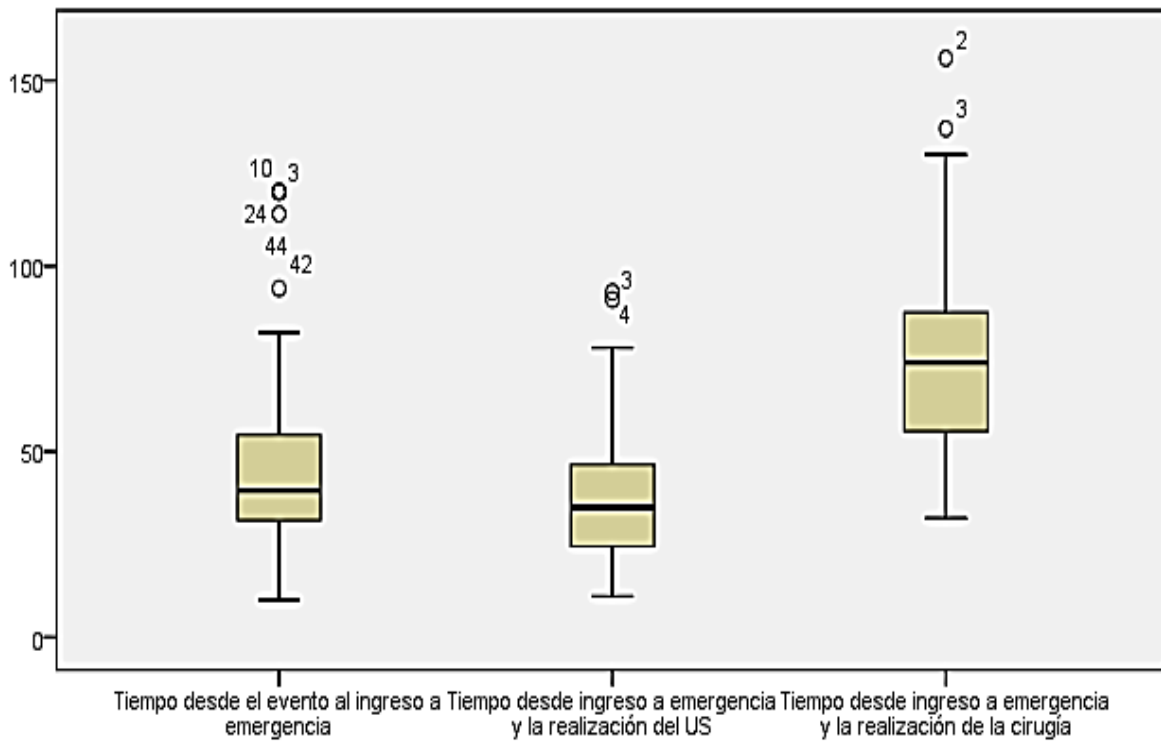 2
150
3
10 3
24
44
42
100
3
4
50
0
Tiempo desde el evento al ingreso a
emergencia
Tiempo desde ingreso a emergencia
y la realización del US
Tiempo desde ingreso a emergencia
y la realización de la cirugía